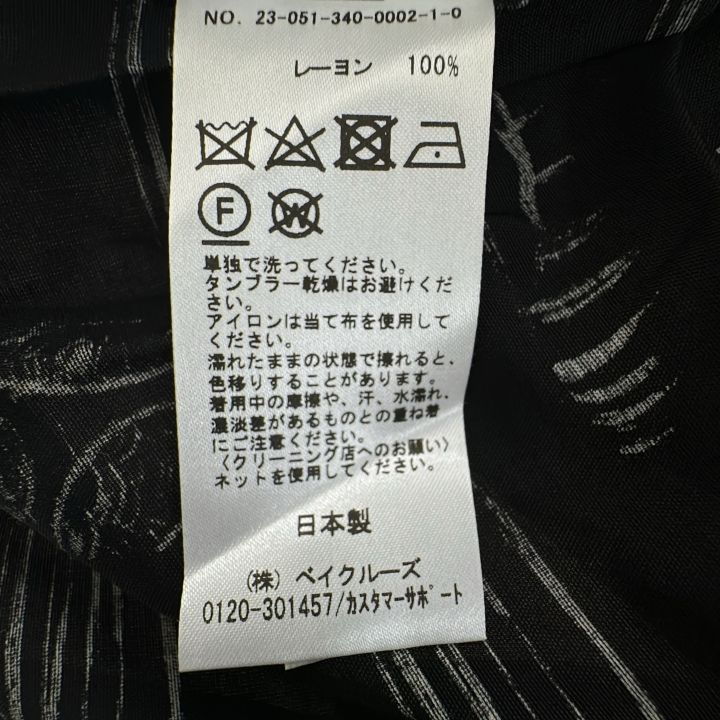 NO. 23-051-340-0002-1-0
レーヨン 100%
F W
単独で洗ってください。
タンブラー乾燥はお避けくだ
さい。
アイロンは当て布を使用して
ください。
濡れたままの状態で擦れると、
色移りすることがあります。
着用中の摩擦や、汗、水濡れ、
濃淡差があるものとの重ね着
にご注意ください。
〈クリーニング店へのお願い〉
ネットを使用してください。
日本製
(株) ベイクルーズ
0120-301457/カスタマーサポート